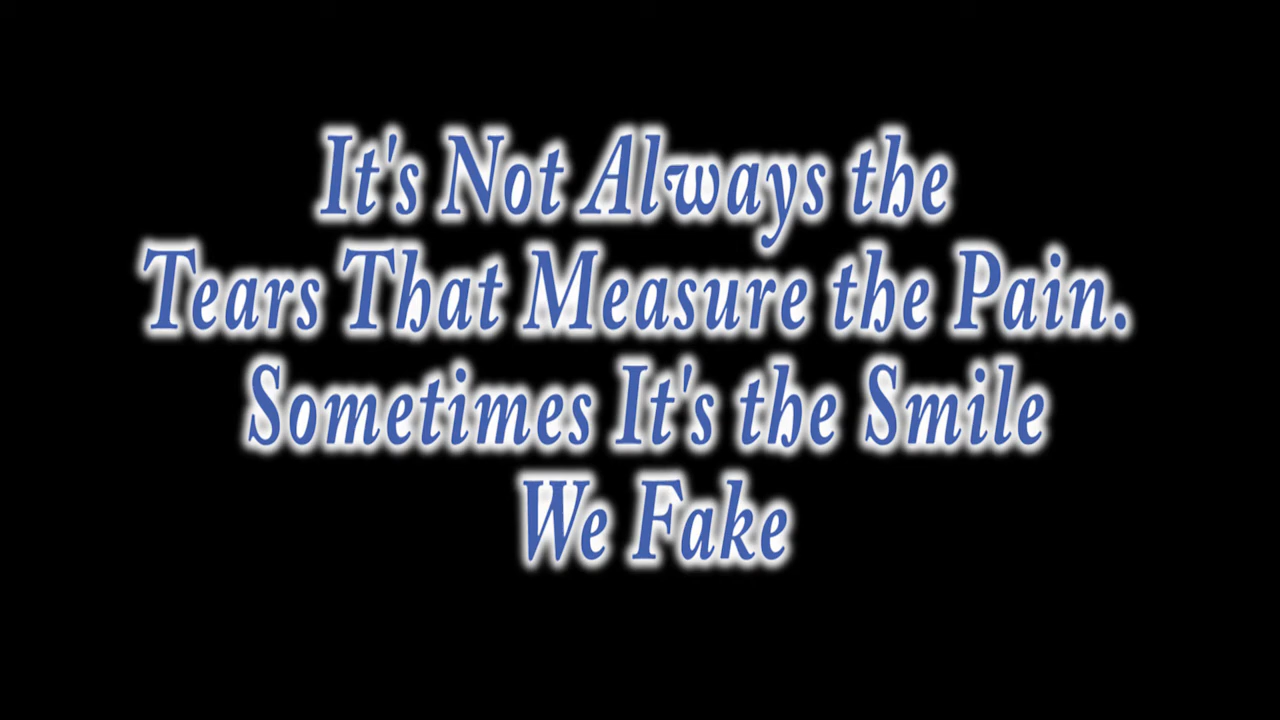 It's Not Always the
Tears That Measure the Pain.
Sometimes It's the Smile
We Fake